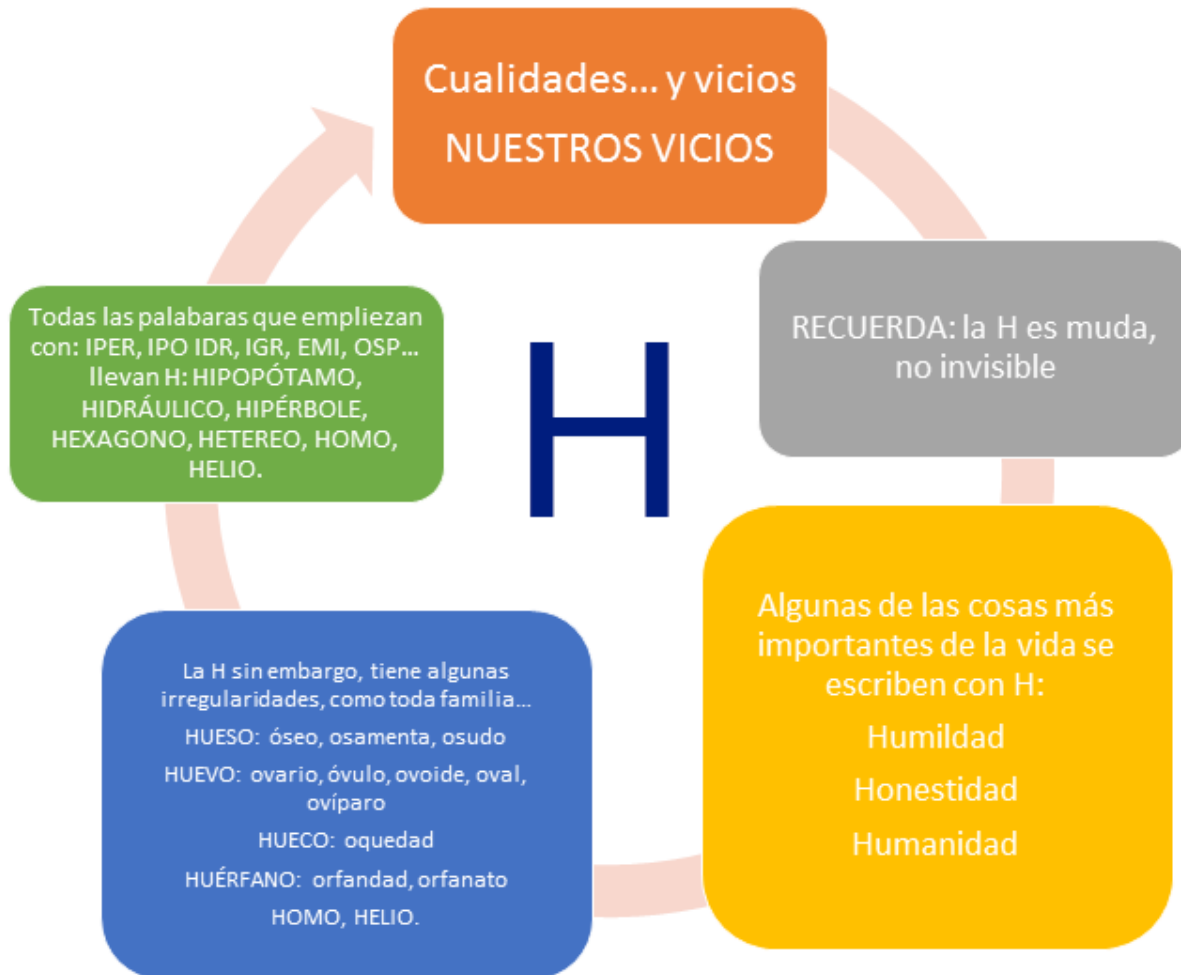 Cualidades... y vicios
NUESTROS VICIOS
RECUERDA: la H es muda,
no invisible
Algunas de las cosas más
importantes de la vida se
escriben con H:
Humildad
Honestidad
Humanidad
La H sin embargo, tiene algunas
irregularidades, como toda familia...
HUESO: óseo, osamenta, osudo
HUEVO: ovario, óvulo, ovoide, oval,
ovíparo
HUECO: oquedad
HUÉRFANO: orfandad, orfanato
HOMO, HELIO.
Todas las palabaras que empliezan
con: IPER, IPO IDR, IGR, EMI, OSP...
llevan H: HIPOPÓTAMO,
HIDRÁULICO, HIPÉRBOLE,
HEXAGONO, HETEREO, HOMO,
HELIO.
H